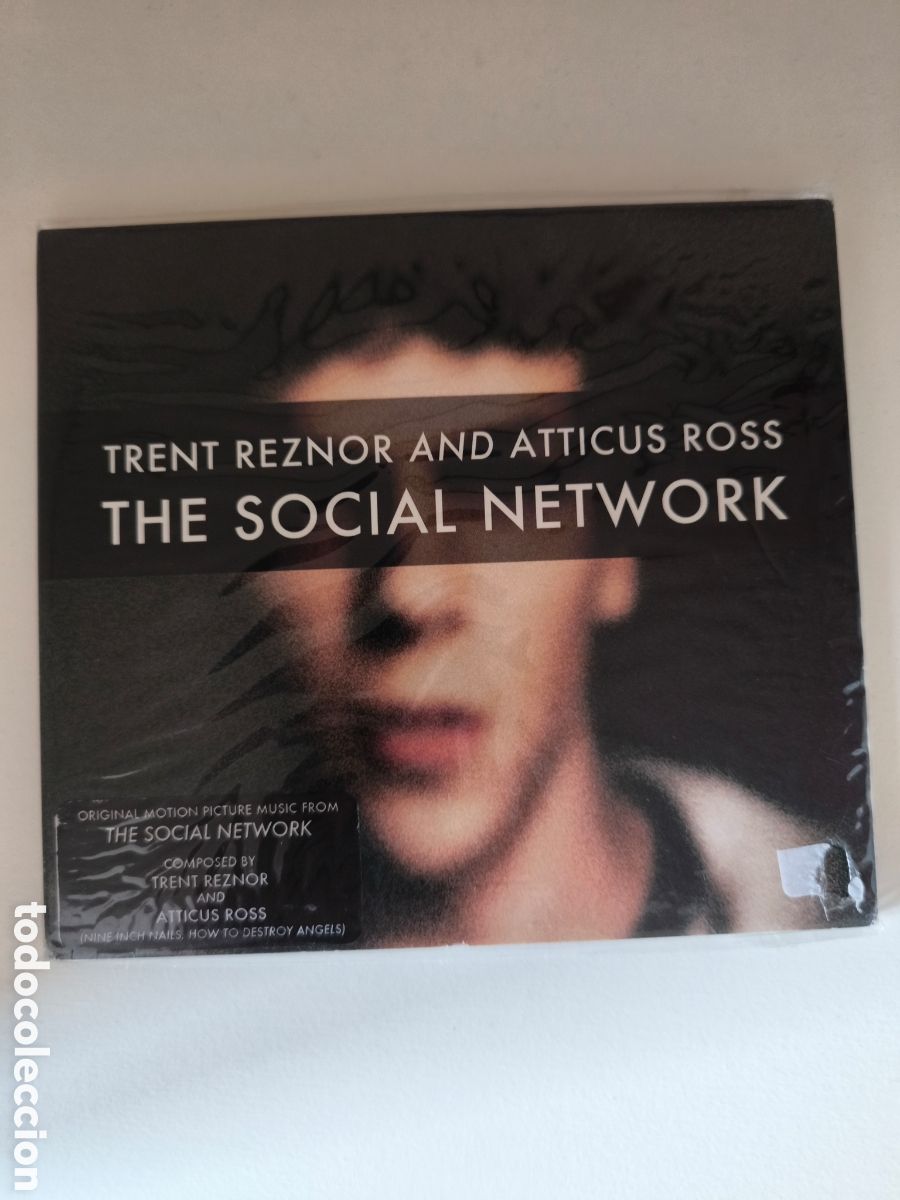 TRENT REZNOR AND ATTICUS ROSS
THE SOCIAL NETWORK
ORIGINAL MOTION PICTURE MUSIC FROM
THE SOCIAL NETWORK
COMPOSED BY
TRENT REZNOR
AND
ATTICUS ROSS
(NINE INCH NAILS, HOW TO DESTROY ANGELS)
todocoleccion